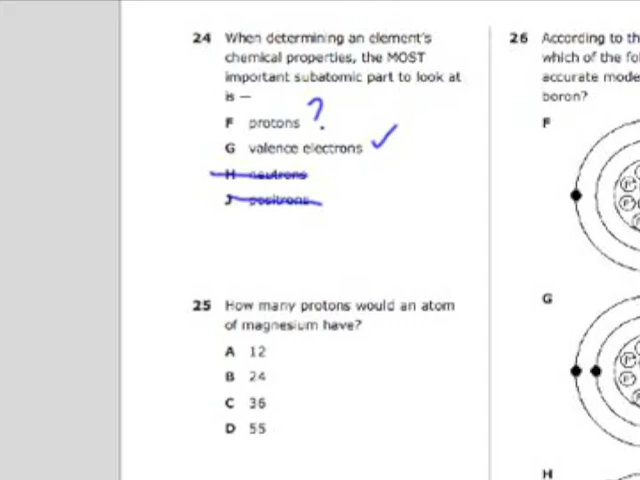 24 When determining an element's
chemical properties, the MOST
important subatomic part to look at
is —
F protons ?
G valence electrons ✓
H neutrons
J positrons
25 How many protons would an atom
of magnesium have?
A 12
B 24
C 36
D 55
26 According to th
which of the fo
accurate mode
boron?
F
G
H